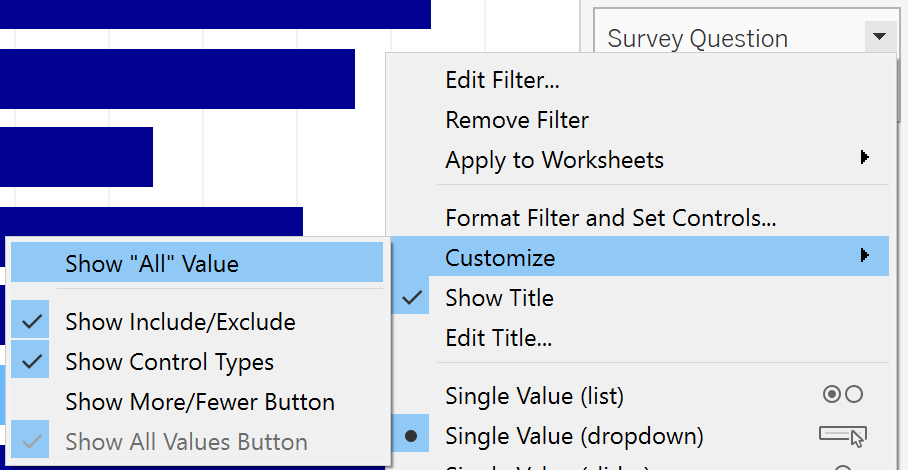 Survey Question
Edit Filter...
Remove Filter
Apply to Worksheets
Format Filter and Set Controls...
Customize
Show Title
Edit Title...
Single Value (list)
Single Value (dropdown)
Show "All" Value
Show Include/Exclude
Show Control Types
Show More/Fewer Button
Show All Values Button